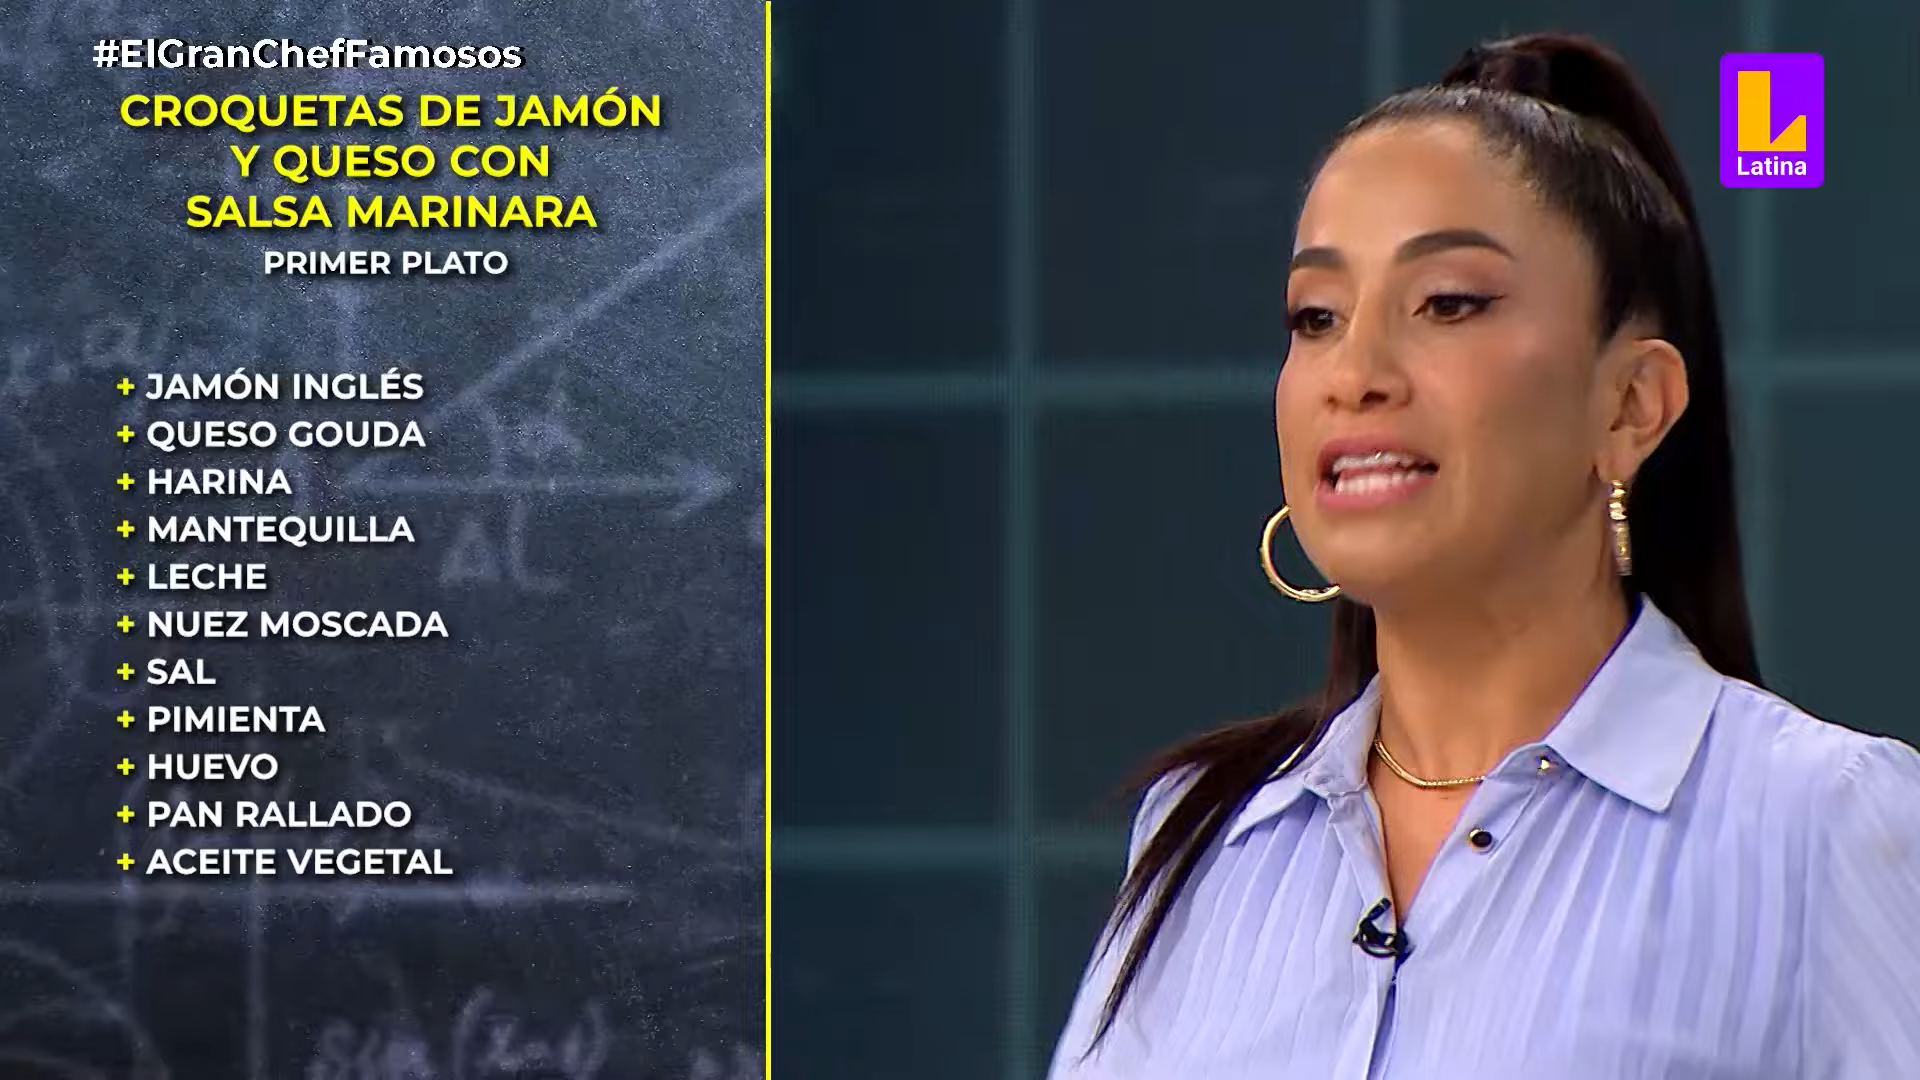 #ElGranChefFamosos
CROQUETAS DE JAMÓN
Y QUESO CON
SALSA MARINARA
PRIMER PLATO
+ JAMÓN INGLÉS
+ QUESO GOUDA
+ HARINA
+ MANTEQUILLA
+ LECHE
+ NUEZ MOSCADA
+ SAL
+ PIMIENTA
+ HUEVO
+ PAN RALLADO
+ ACEITE VEGETAL
Latina